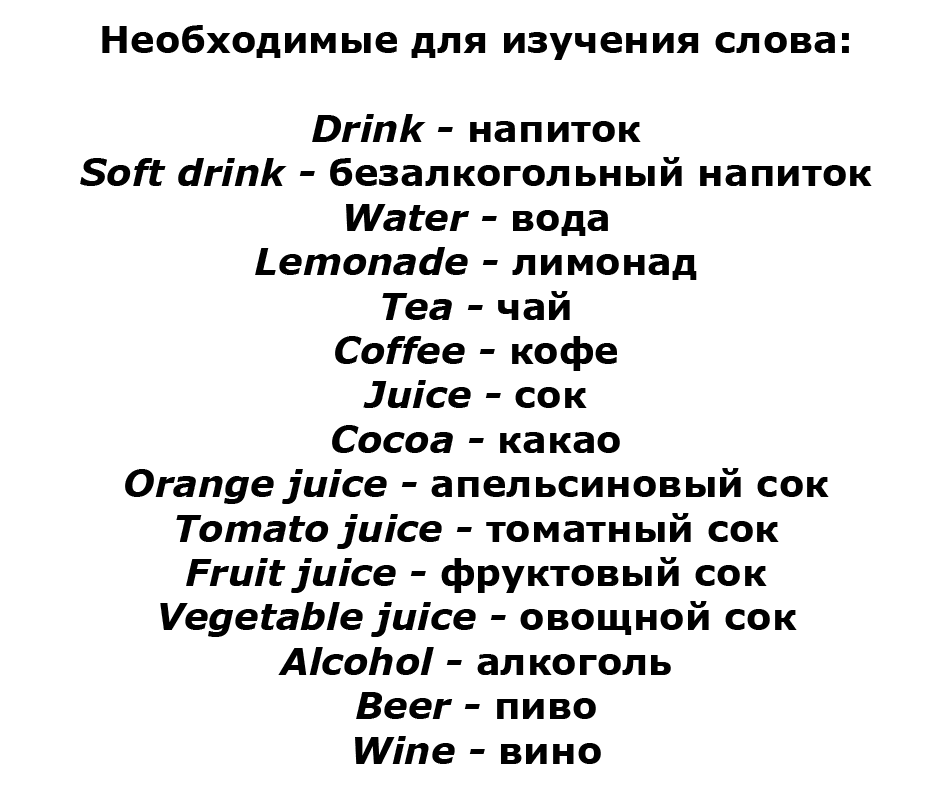 Необходимые для изучения слова:
Drink - напиток
Soft drink - безалкогольный напиток
Water - вода
Lemonade - лимонад
Tea - чай
Coffee - кофе
Juice - сок
Cocoa - какао
Orange juice - апельсиновый сок
Tomato juice - томатный сок
Fruit juice - фруктовый сок
Vegetable juice - овощной сок
Alcohol - алкоголь
Beer - пиво
Wine - вино